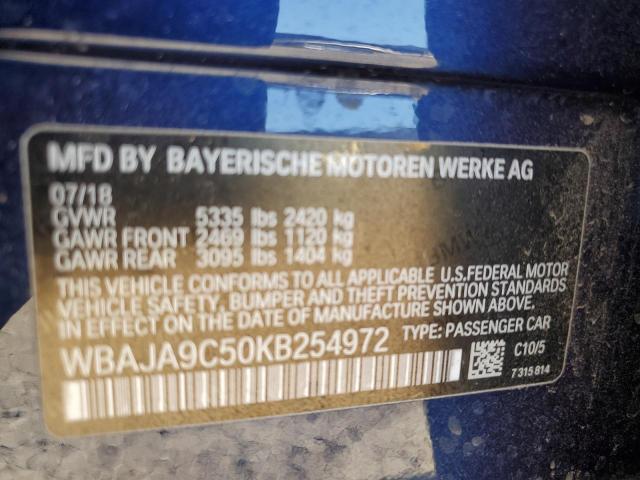 MFD BY BAYERISCHE MOTOREN WERKE AG
07/18
GVWR 5335 lbs 2420 kg
GAWR FRONT 2469 lbs 1120 kg
GAWR REAR 3095 lbs 1404 kg
THIS VEHICLE CONFORMS TO ALL APPLICABLE U.S.FEDERAL MOTOR
VEHICLE SAFETY, BUMPER AND THEFT PREVENTION STANDARDS
IN EFFECT ON THE DATE OF MANUFACTURE SHOWN ABOVE.
WBAJA9C50KB254972 TYPE: PASSENGER CAR
C10/5
7 315 814